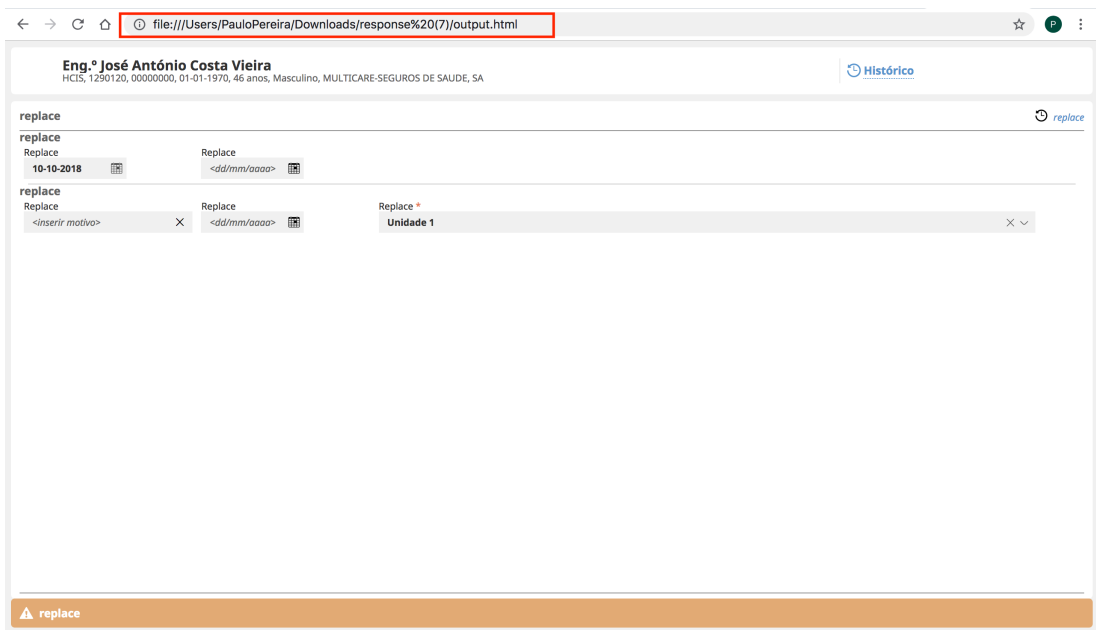 file:///Users/PauloPereira/Downloads/response%20(7)/output.html
P
Eng.º José António Costa Vieira
HCIS, 1290120, 00000000, 01-01-1970, 46 anos, Masculino, MULTICARE-SEGUROS DE SAUDE, SA
Histórico
replace
replace
replace
Replace
Replace
10-10-2018
<dd/mm/aaaa>
replace
Replace
Replace
Replace *
<inserir motivo>
<dd/mm/aaaa>
Unidade 1
replace